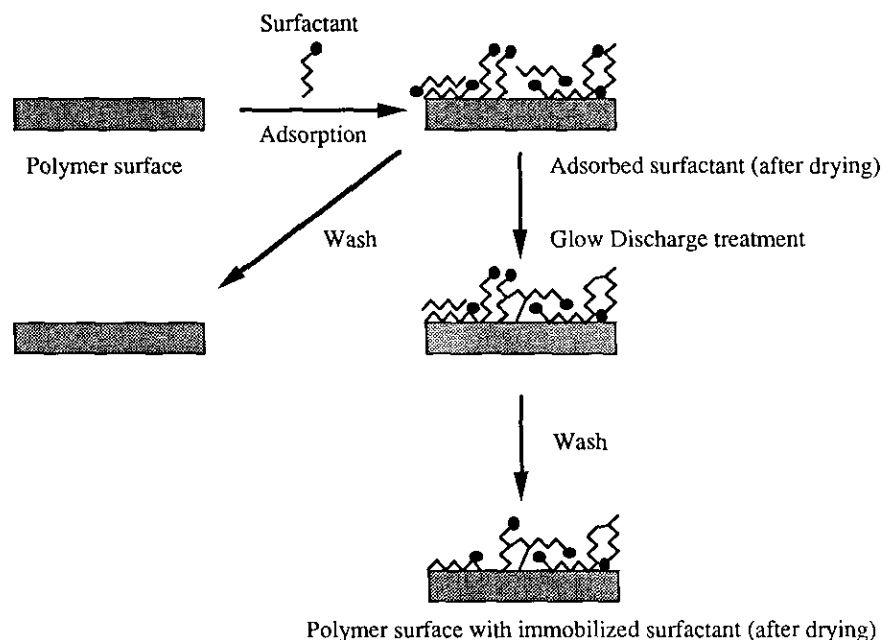 Surfactant
Adsorption
Polymer surface
Adsorbed surfactant (after drying)
Wash
Glow Discharge treatment
Wash
Polymer surface with immobilized surfactant (after drying)